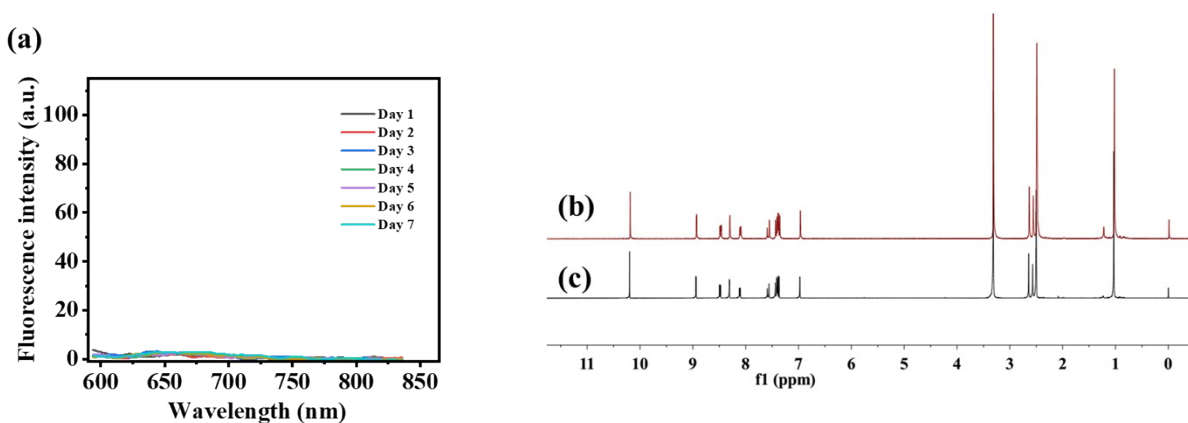 (a)
Fluorescence intensity (a.u.)
100
80
60
40
20
0
Day 1
Day 2
Day 3
Day 4
Day 5
Day 6
Day 7
600 650 700 750 800 850
Wavelength (nm)
(b)
(c)
11 10 9 8 7 6 5 4 3 2 1 0
f1 (ppm)